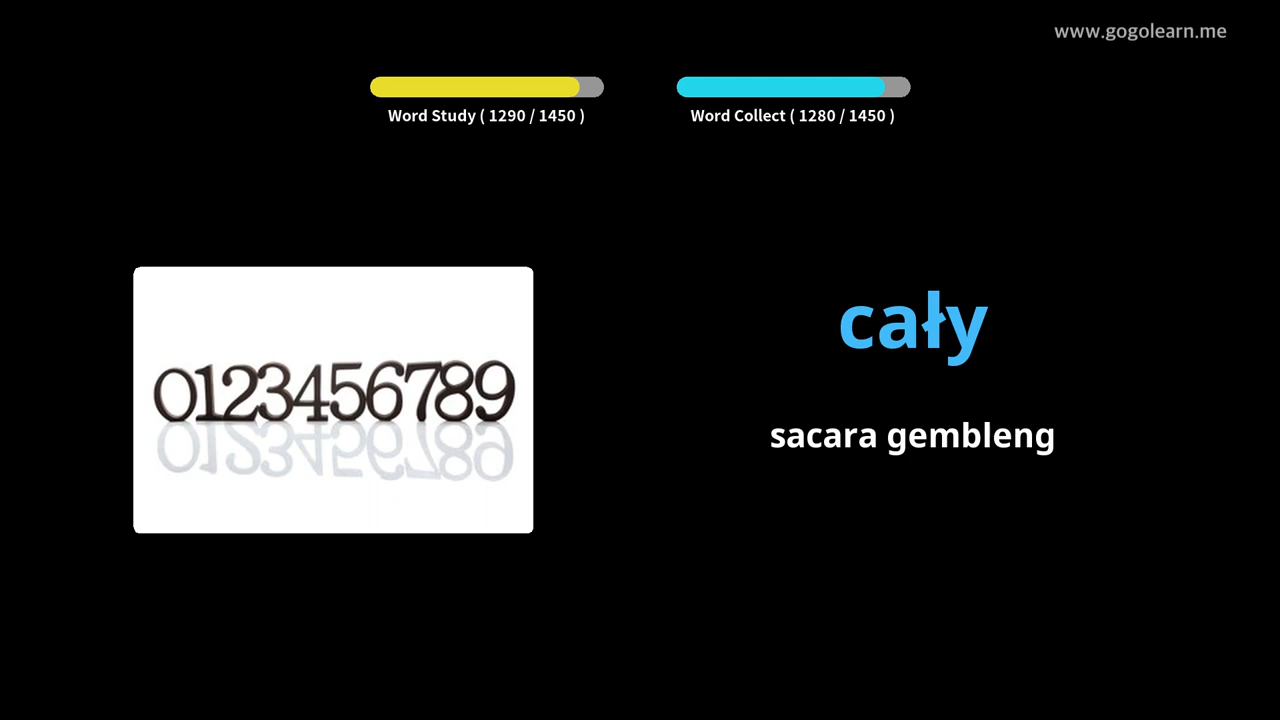 www.gogolearn.me
Word Study ( 1290 / 1450 )
Word Collect ( 1280 / 1450 )
0123456789
cały
sacara gembleng